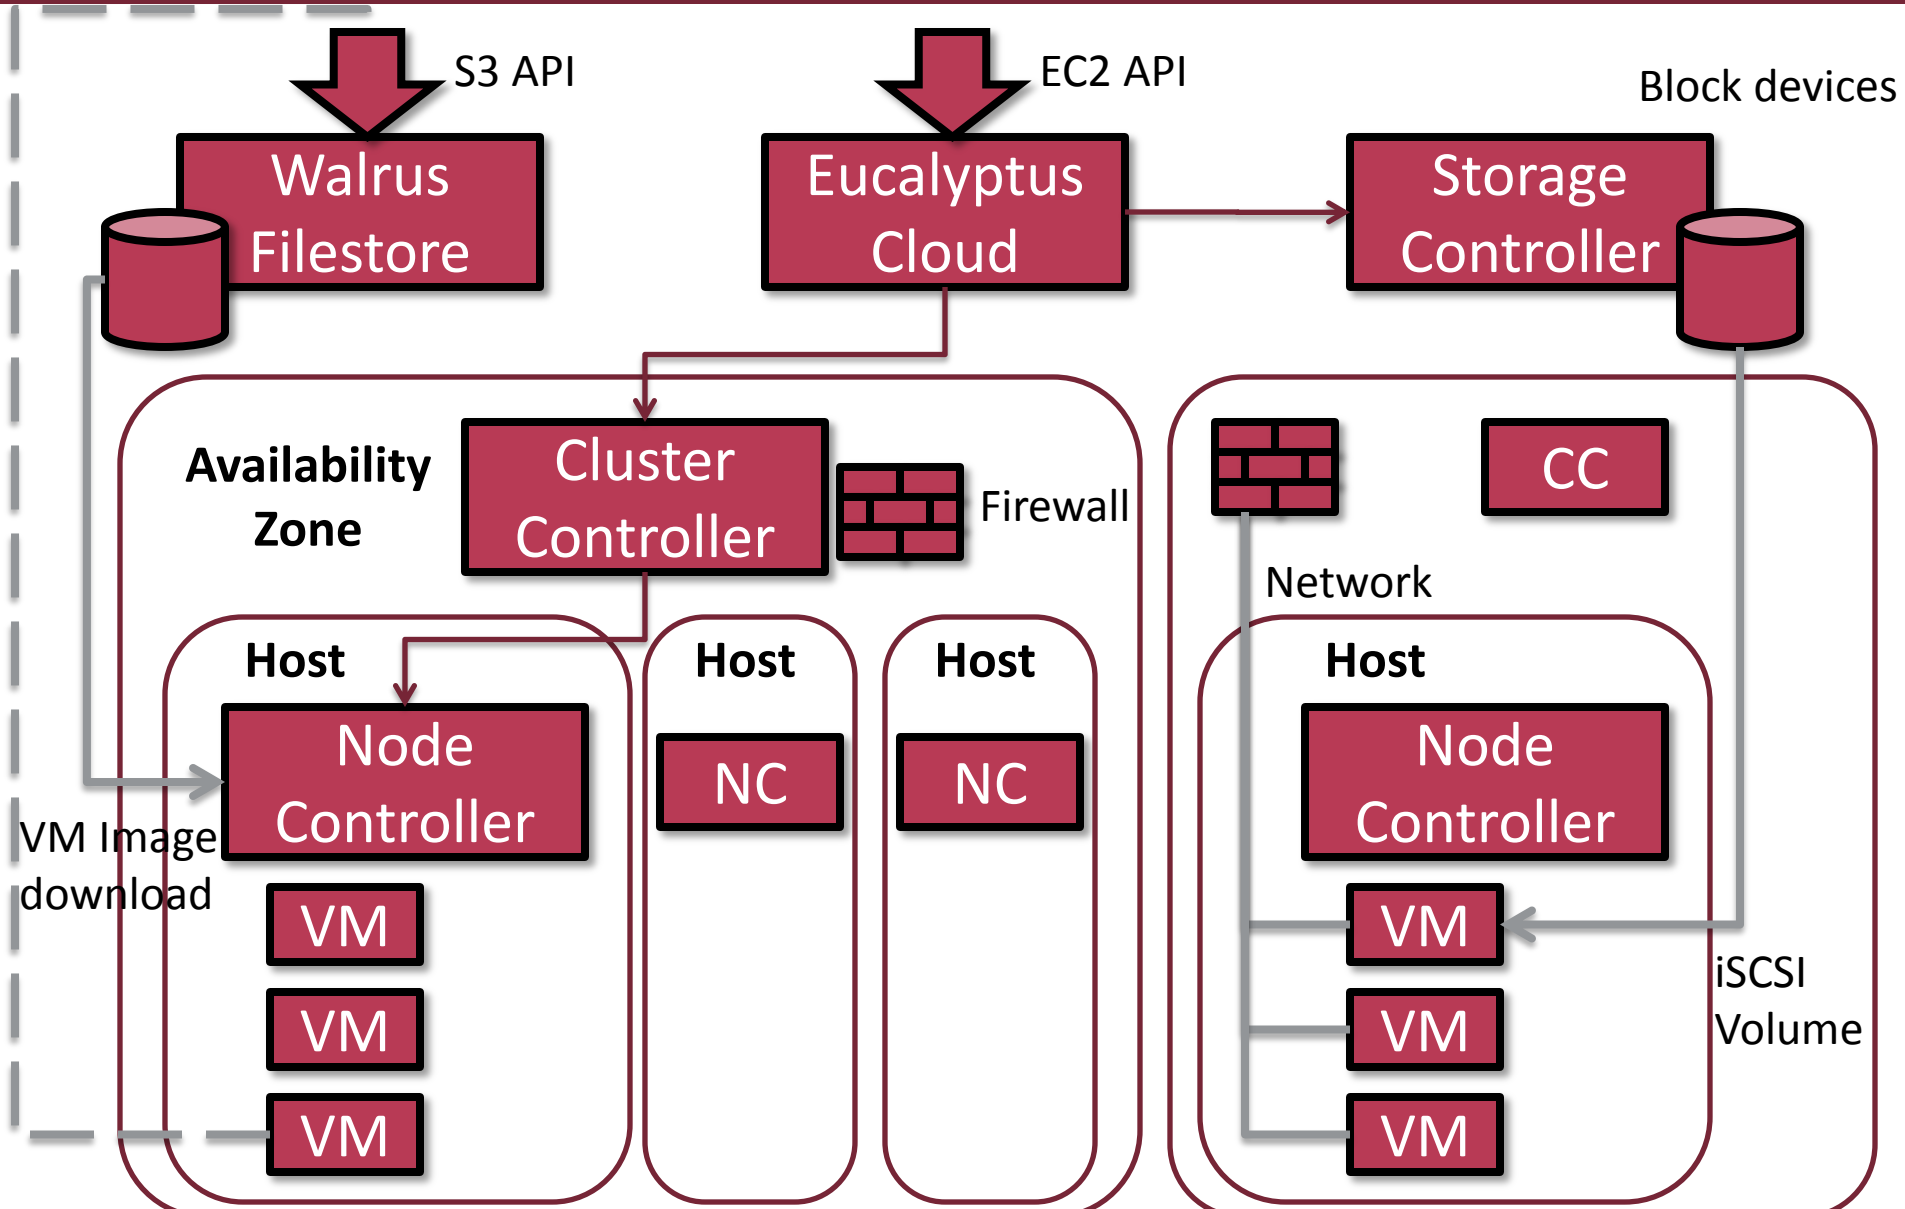 S3 API
EC2 API
Block devices
Walrus
Filestore
Eucalyptus
Cloud
Storage
Controller
Availability
Zone
Cluster
Controller
Firewall
CC
Network
Host
Host
Host
Host
Node
Controller
NC
NC
Node
Controller
VM Image
download
VM
VM
VM
VM
VM
VM
iSCSI
Volume